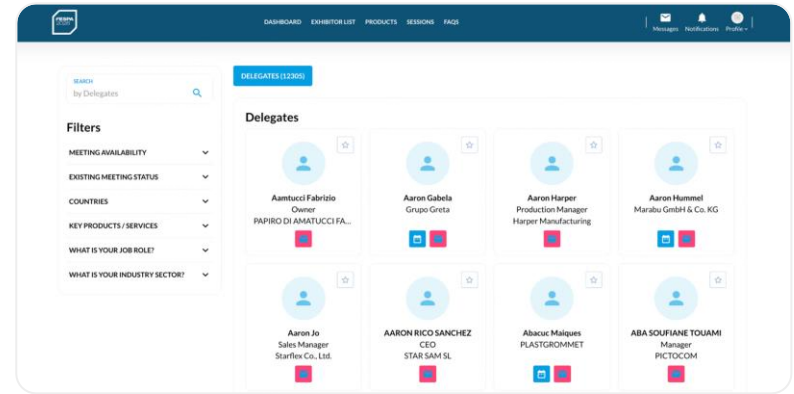 FESPA
DASHBOARD EXHIBITOR LIST PRODUCTS SESSIONS FAQS
Messages Notifications Profile
SEARCH
by Delegates
DELEGATES (12305)
Filters
MEETING AVAILABILITY
EXISTING MEETING STATUS
COUNTRIES
KEY PRODUCTS / SERVICES
WHAT IS YOUR JOB ROLE?
WHAT IS YOUR INDUSTRY SECTOR?
Delegates
Aamtucci Fabrizio
Owner
PAPIRO DI AMATUCCI FA...
Aaron Gabela
Grupo Greta
Aaron Harper
Production Manager
Harper Manufacturing
Aaron Hummel
Marabu GmbH & Co. KG
Aaron Jo
Sales Manager
Starflex Co., Ltd.
AARON RICO SANCHEZ
CEO
STAR SAM SL
Abacuc Maiques
PLASTGROMMET
ABA SOUFIANE TOUAMI
Manager
PICTOCOM